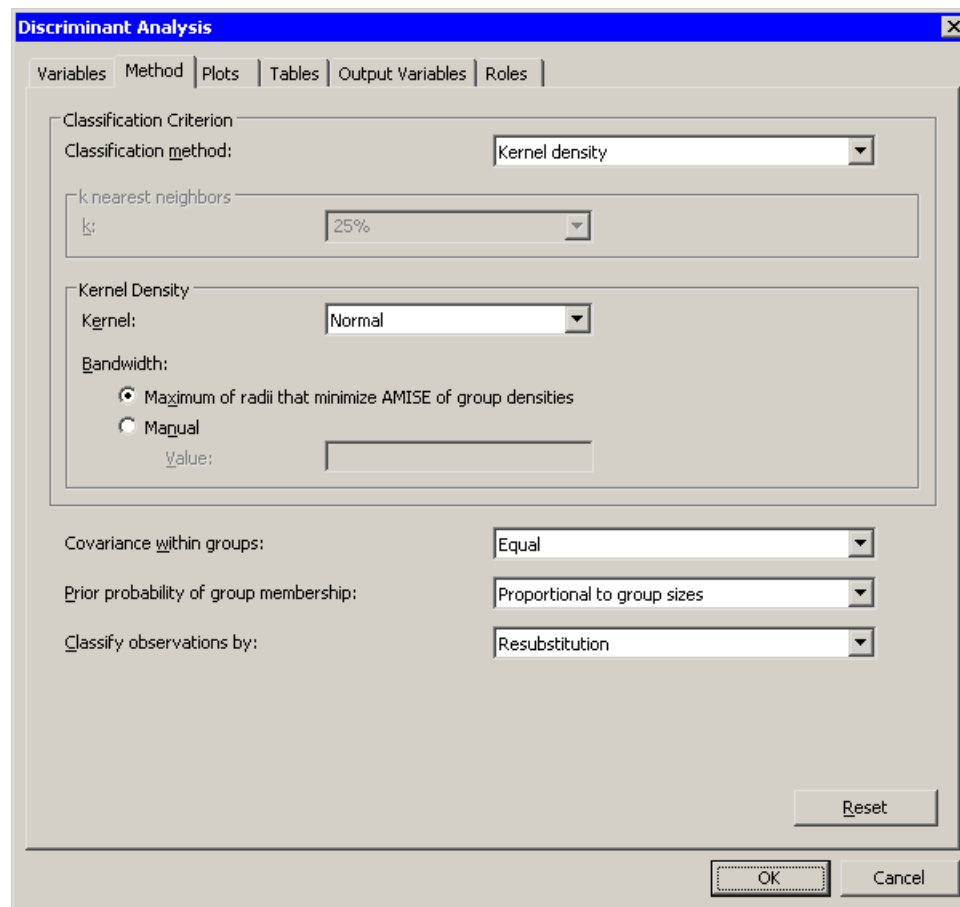 Discriminant Analysis
Variables Method Plots Tables Output Variables Roles
Classification Criterion
Classification method: Kernel density
k nearest neighbors
k: 25%
Kernel Density
Kernel: Normal
Bandwidth:
Maximum of radii that minimize AMISE of group densities
Manual
Value:
Covariance within groups: Equal
Prior probability of group membership: Proportional to group sizes
Classify observations by: Resubstitution
Reset
OK Cancel